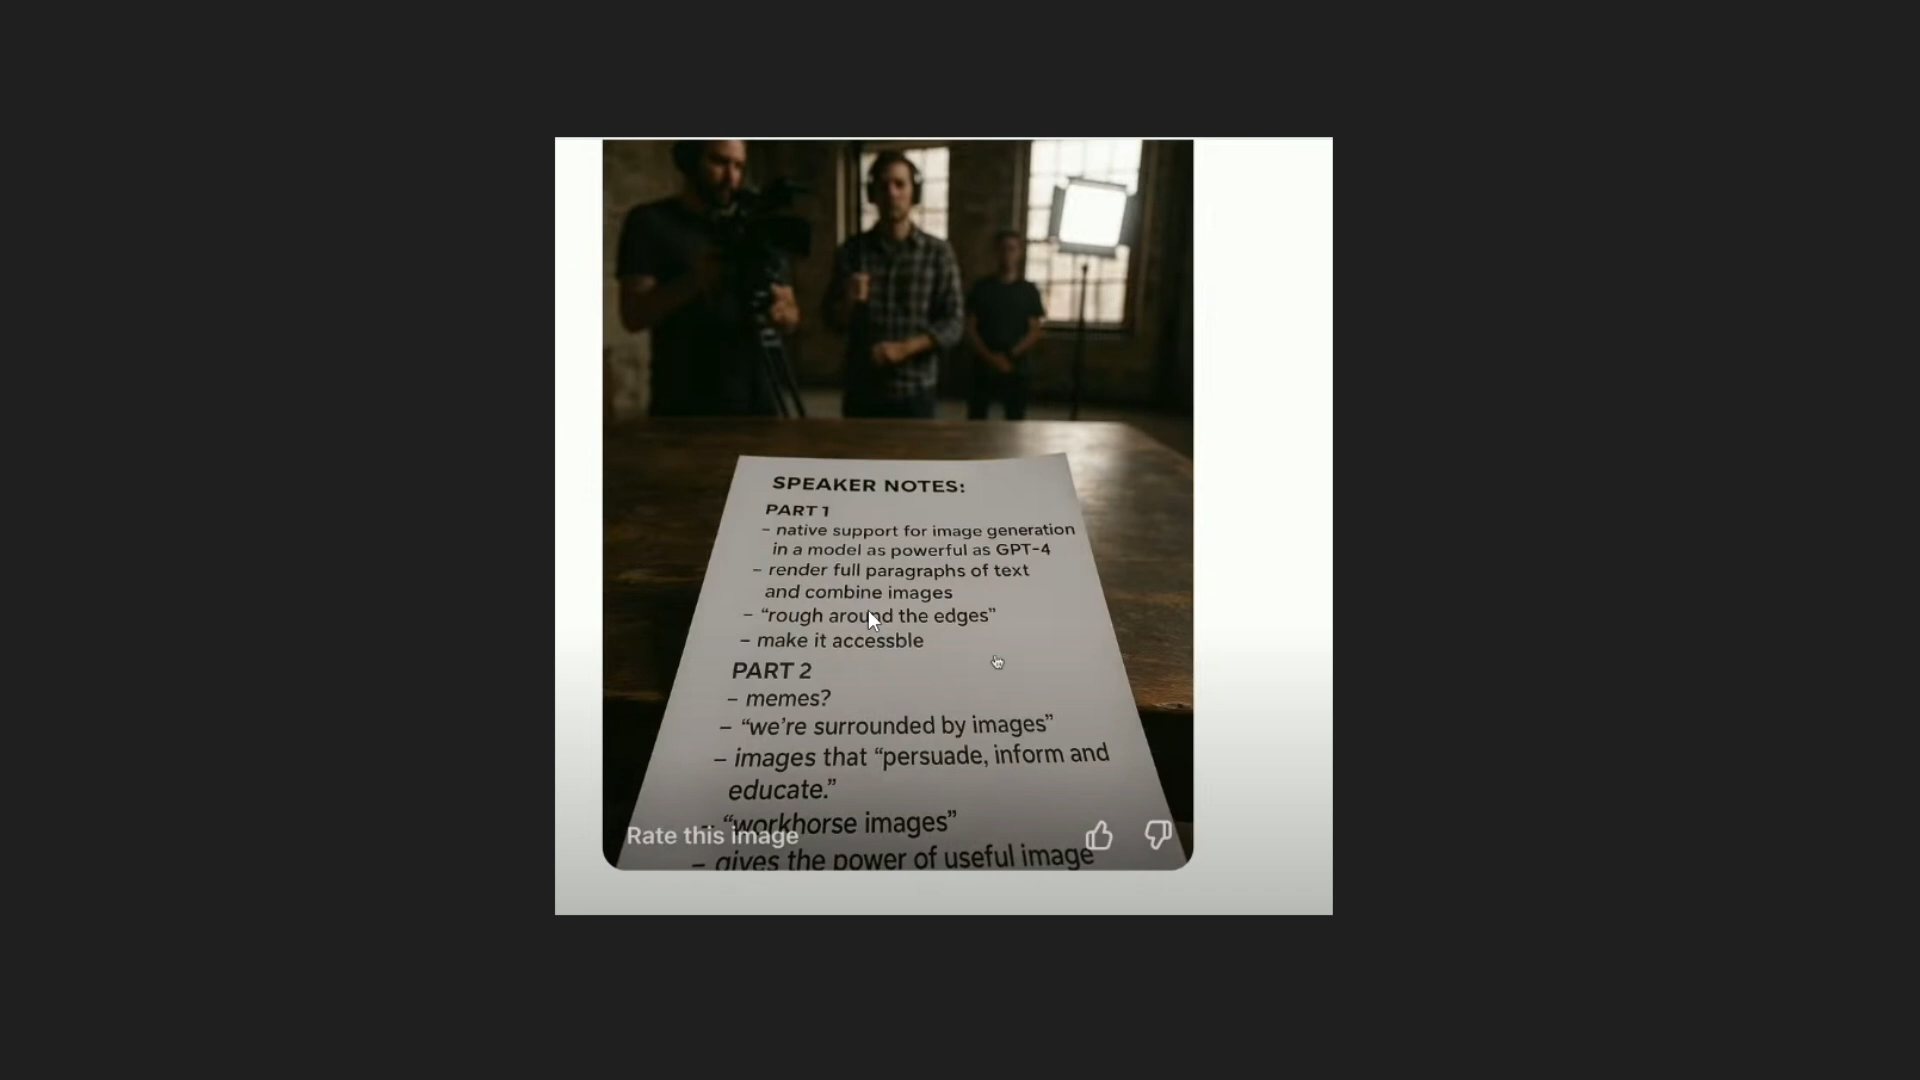 SPEAKER NOTES:
PART 1
– native support for image generation
in a model as powerful as GPT-4
– render full paragraphs of text
and combine images
– “rough around the edges”
– make it accessble
PART 2
– memes?
– “we’re surrounded by images”
– images that “persuade, inform and
educate.”
– “workhorse images”
– gives the power of useful image
Rate this image